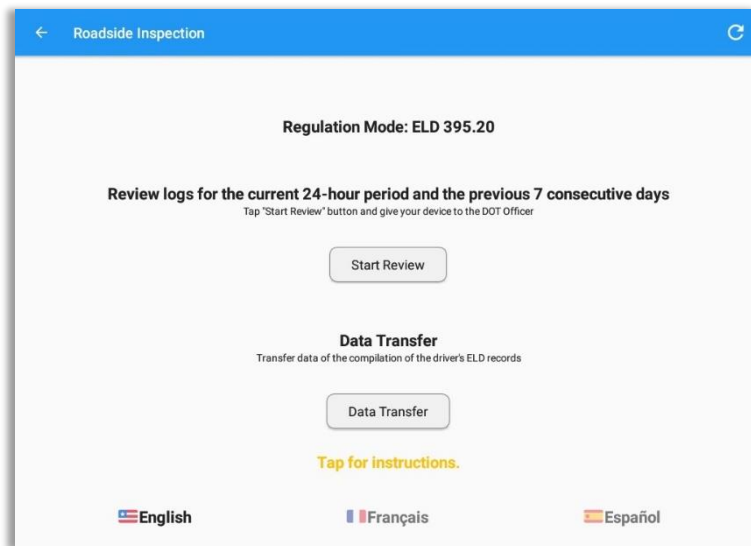 Roadside Inspection
Regulation Mode: ELD 395.20
Review logs for the current 24-hour period and the previous 7 consecutive days
Tap "Start Review" button and give your device to the DOT Officer
Start Review
Data Transfer
Transfer data of the compilation of the driver's ELD records
Data Transfer
Tap for instructions.
English
Français
Español